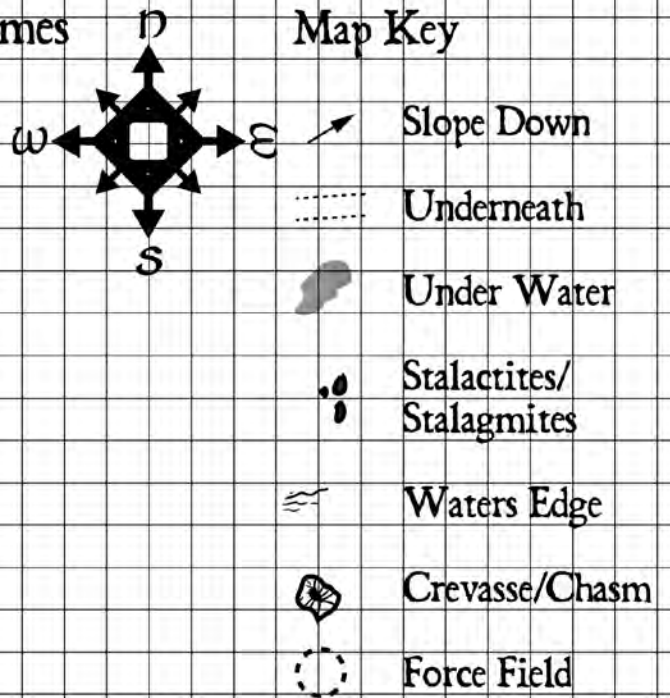 mes
n
w
ε
s
Map Key
Slope Down
Underneath
Under Water
Stalactites/
Stalagmites
Waters Edge
Crevasse/Chasm
Force Field